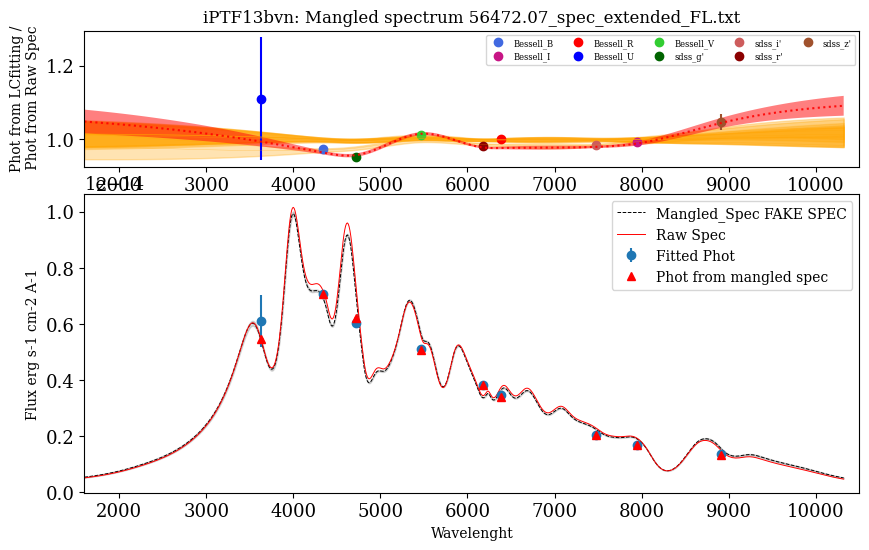 iPTF13bvn: Mangled spectrum 56472.07_spec_extended_FL.txt
Phot from LCfitting /
Phot from Raw Spec
1.2
1.0
Bessell_B
Bessell_R
Bessell_V
sdss_i'
sdss_z'
Bessell_I
Bessell_U
sdss_g'
sdss_r'
2000 3000 4000 5000 6000 7000 8000 9000 10000
Flux erg s-1 cm-2 A-1
1.0
0.8
0.6
0.4
0.2
0.0
Mangled_Spec FAKE SPEC
Raw Spec
Fitted Phot
Phot from mangled spec
2000 3000 4000 5000 6000 7000 8000 9000 10000
Wavelenght